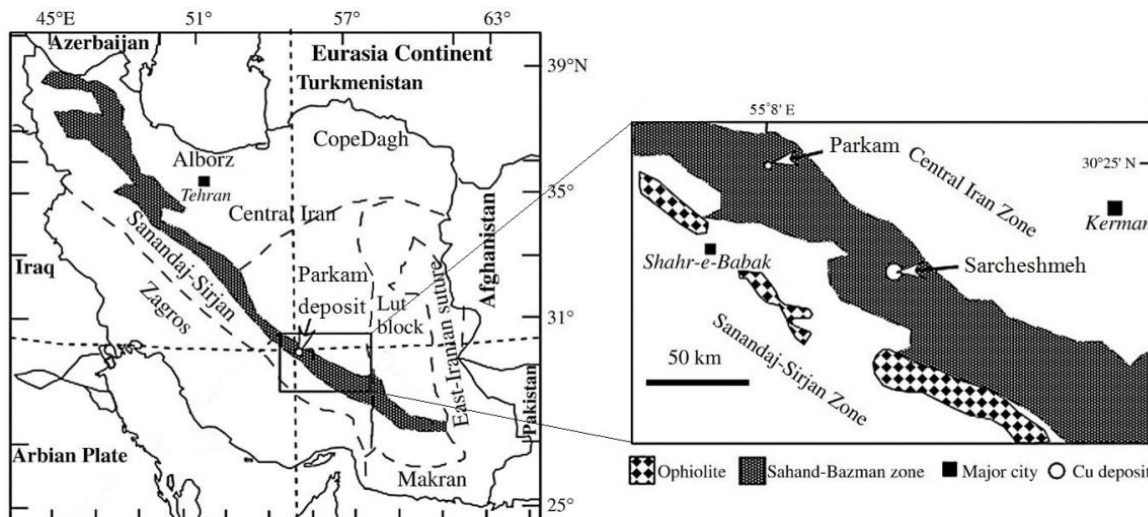 45°E
51°
57°
63°
Azerbaijan
Eurasia Continent
39°N
Turkmenistan
CopeDagh
Alborz
Tehran
35°
Central Iran
Sanandaj-Sirjan
Afghanistan
Iraq
Zagros
Parkam
deposit
Lut
block
31°
East-Iranian suture
Pakistan
Arbian Plate
Makran
25°
55°8' E
Parkam
Central Iran Zone
30°25' N
Kerman
Shahr-e-Babak
Sarcheshmeh
Sanandaj-Sirjan Zone
50 km
Ophiolite
Sahand-Bazman zone
Major city
Cu deposit